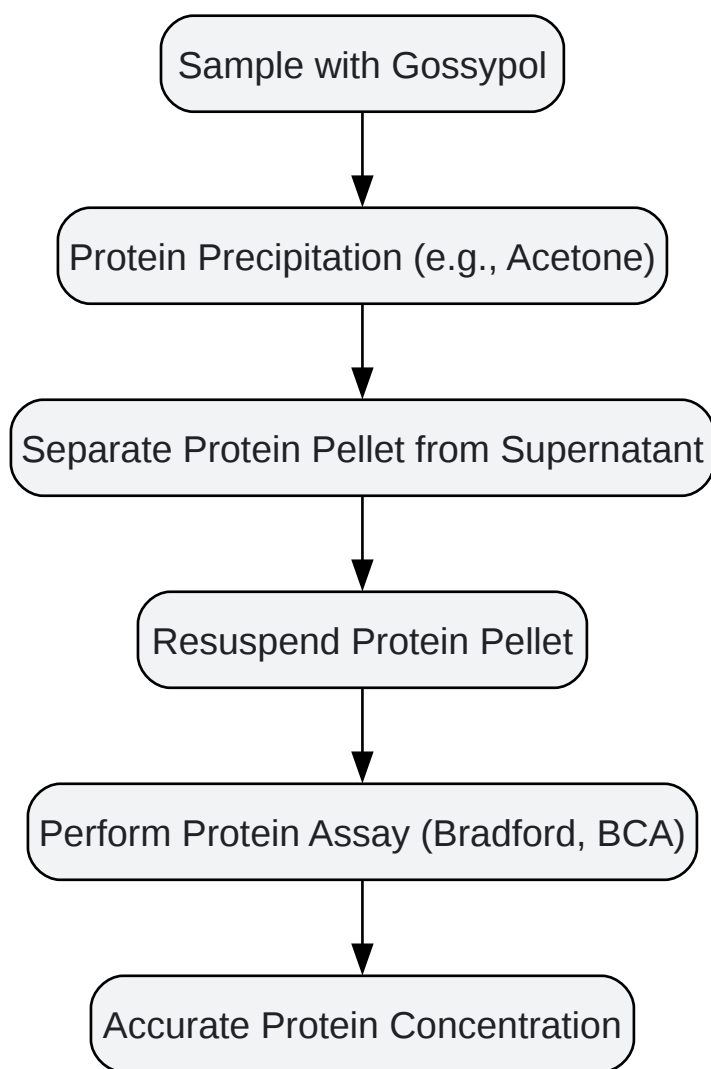 Sample with Gossypol
Protein Precipitation (e.g., Acetone)
Separate Protein Pellet from Supernatant
Resuspend Protein Pellet
Perform Protein Assay (Bradford, BCA)
Accurate Protein Concentration